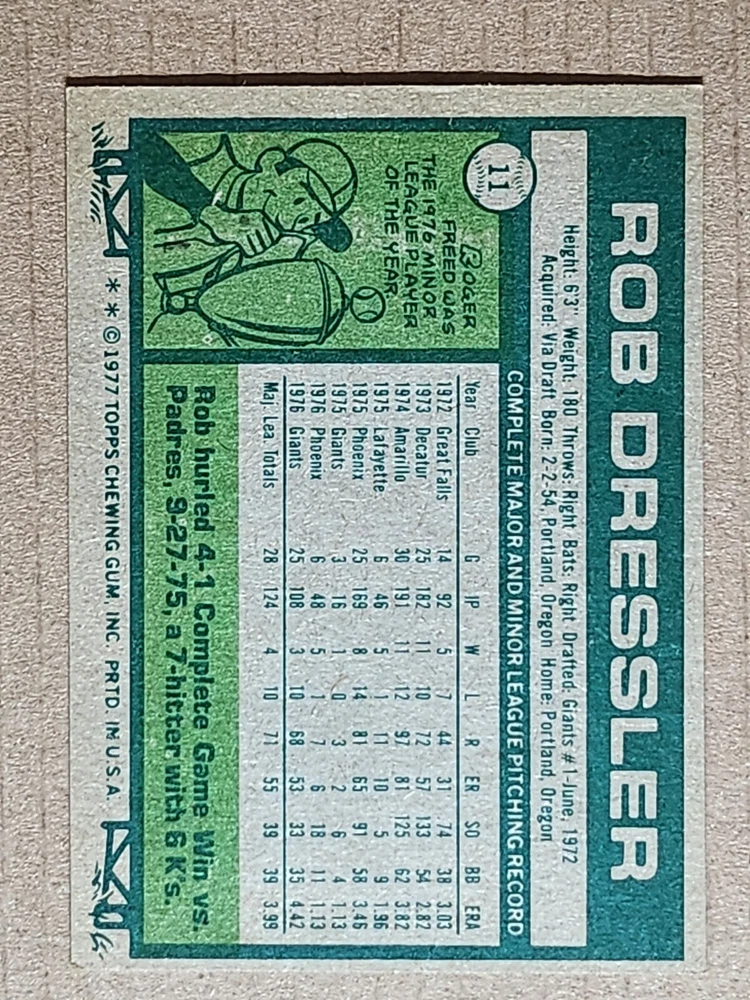 11
ROB DRESSLER
Height: 6'3" Weight: 180 Throws: Right Bats: Right Drafted: Giants #1-June, 1972
Acquired: Via Draft Born: 2-2-54, Portland, Oregon Home: Portland, Oregon
COMPLETE MAJOR AND MINOR LEAGUE PITCHING RECORD
ROGER
FREED WAS
THE 1976 MINOR
LEAGUE PLAYER
OF THE YEAR
Year Club G IP W L R ER SO BB ERA
1972 Great Falls 14 92 5 7 44 31 74 38 3.03
1973 Decatur 25 182 11 10 72 57 133 54 2.82
1974 Amarillo 30 191 11 12 97 81 125 62 3.82
1975 Lafayette 6 46 5 1 11 10 5 9 1.96
1975 Phoenix 25 169 8 14 81 65 91 58 3.46
1975 Giants 3 16 1 0 3 2 6 4 1.13
1976 Phoenix 6 48 5 1 7 6 18 11 1.13
1976 Giants 25 108 3 10 68 53 33 35 4.42
Maj. Lea. Totals 28 124 4 10 71 55 39 39 3.99
Rob hurled 4-1 Complete Game Win vs.
Padres, 9-27-75, a 7-hitter with 6 K's.
* * © 1977 TOPPS CHEWING GUM, INC. PRTD. IN U.S.A.